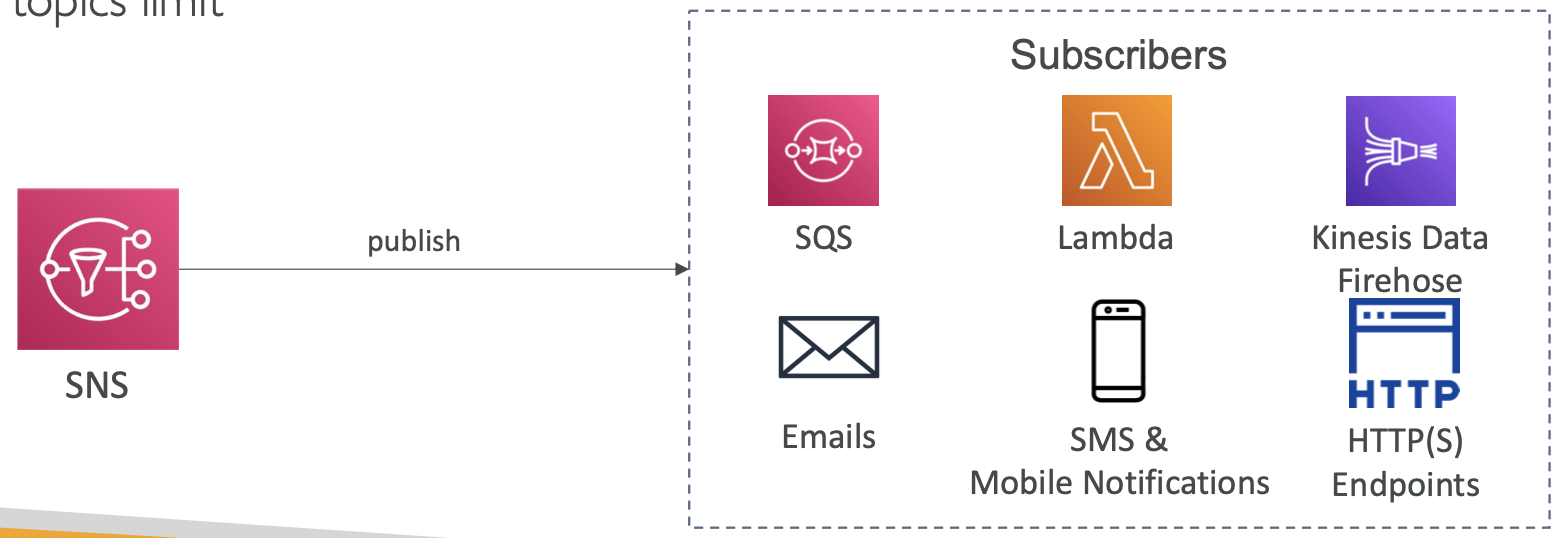 topics limit
Subscribers
SQS
Lambda
Kinesis Data
Firehose
publish
SNS
Emails
SMS &
Mobile Notifications
HTTP
HTTP(S)
Endpoints